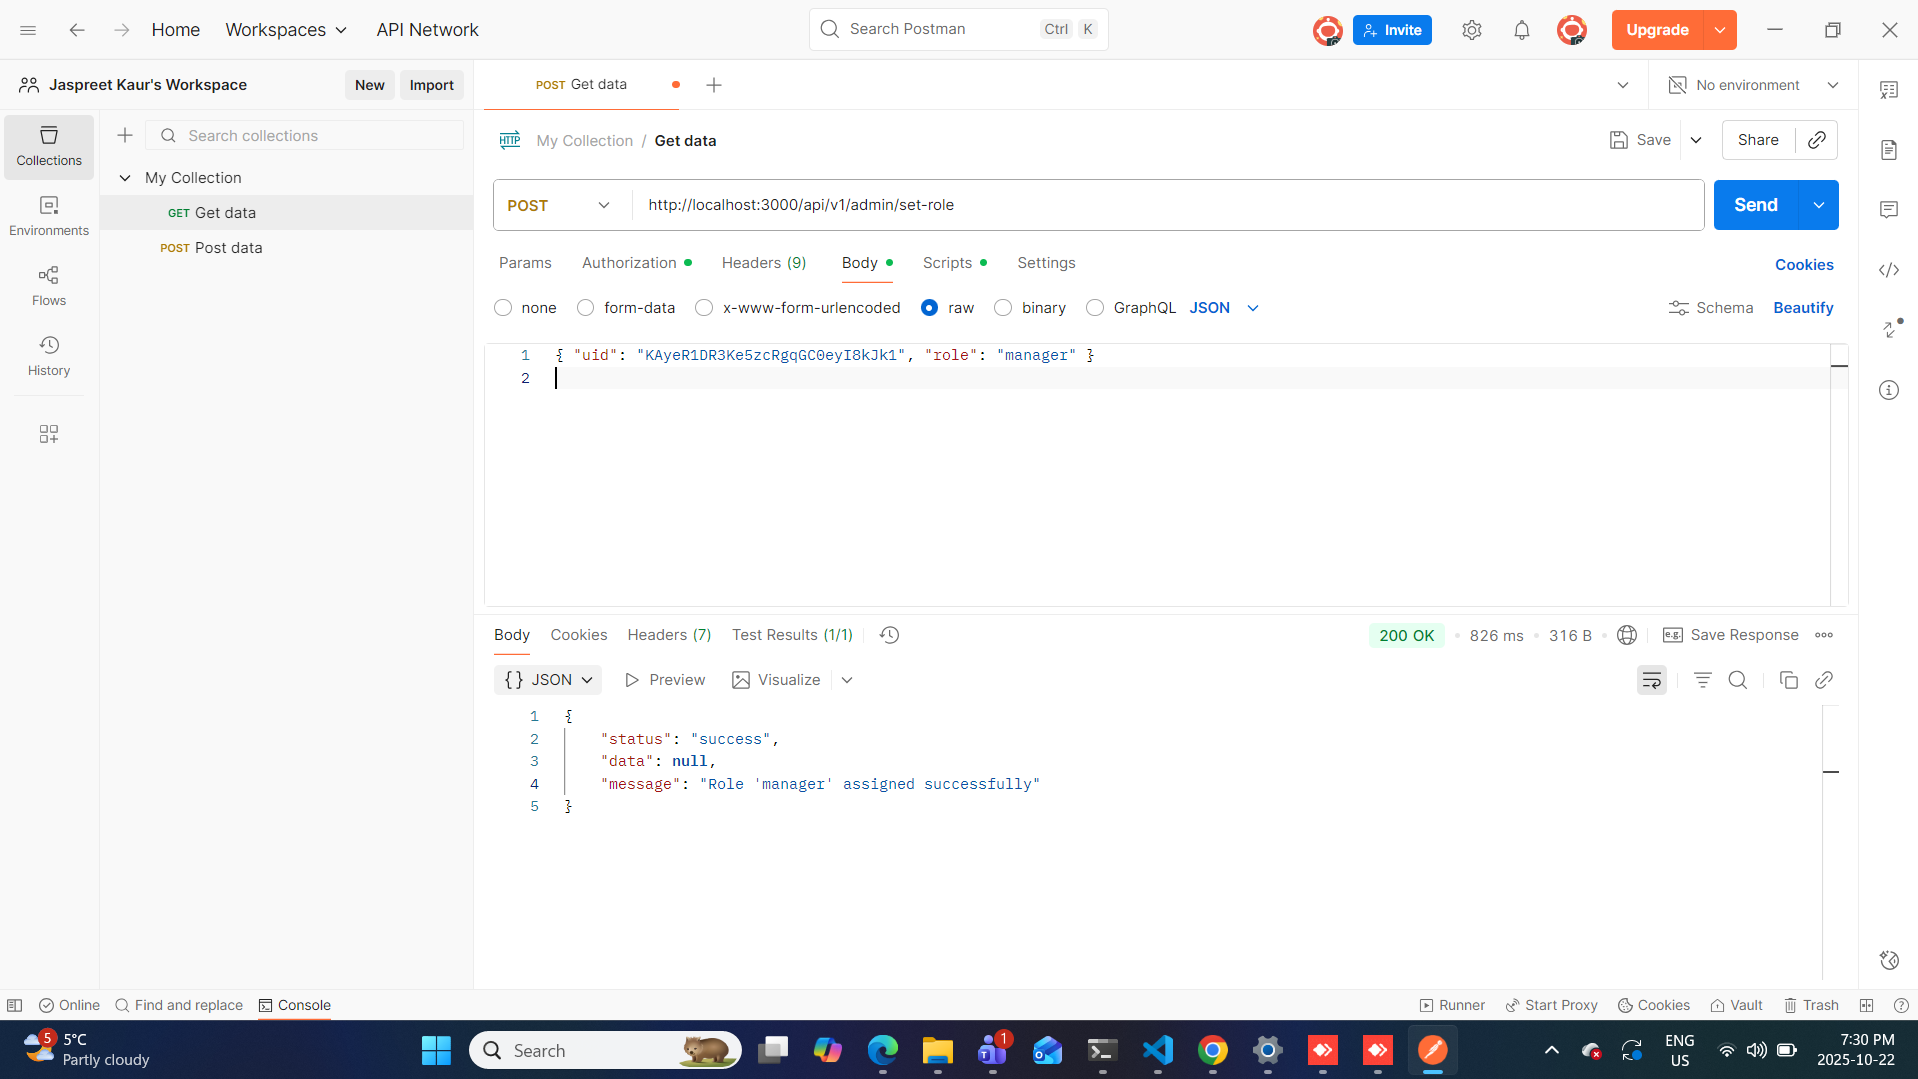 Home Workspaces API Network Search Postman Ctrl K Invite Upgrade
Jaspreet Kaur's Workspace New Import POST Get data No environment
Collections Search collections My Collection / Get data Save Share
My Collection
GET Get data POST http://localhost:3000/api/v1/admin/set-role Send
Environments
POST Post data
Params Authorization Headers (9) Body Scripts Settings Cookies
Flows
none form-data x-www-form-urlencoded raw binary GraphQL JSON Schema Beautify
History
1 { "uid": "KAyeR1DR3Ke5zcRgqGC0eyI8kJk1", "role": "manager" }
2
Body Cookies Headers (7) Test Results (1/1) 200 OK 826 ms 316 B e.g. Save Response
{} JSON Preview Visualize
1 {
2 "status": "success",
3 "data": null,
4 "message": "Role 'manager' assigned successfully"
5 }
Online Find and replace Console Runner Start Proxy Cookies Vault Trash
5 5°C
Partly cloudy
Search
1
ENG
US
7:30 PM
2025-10-22